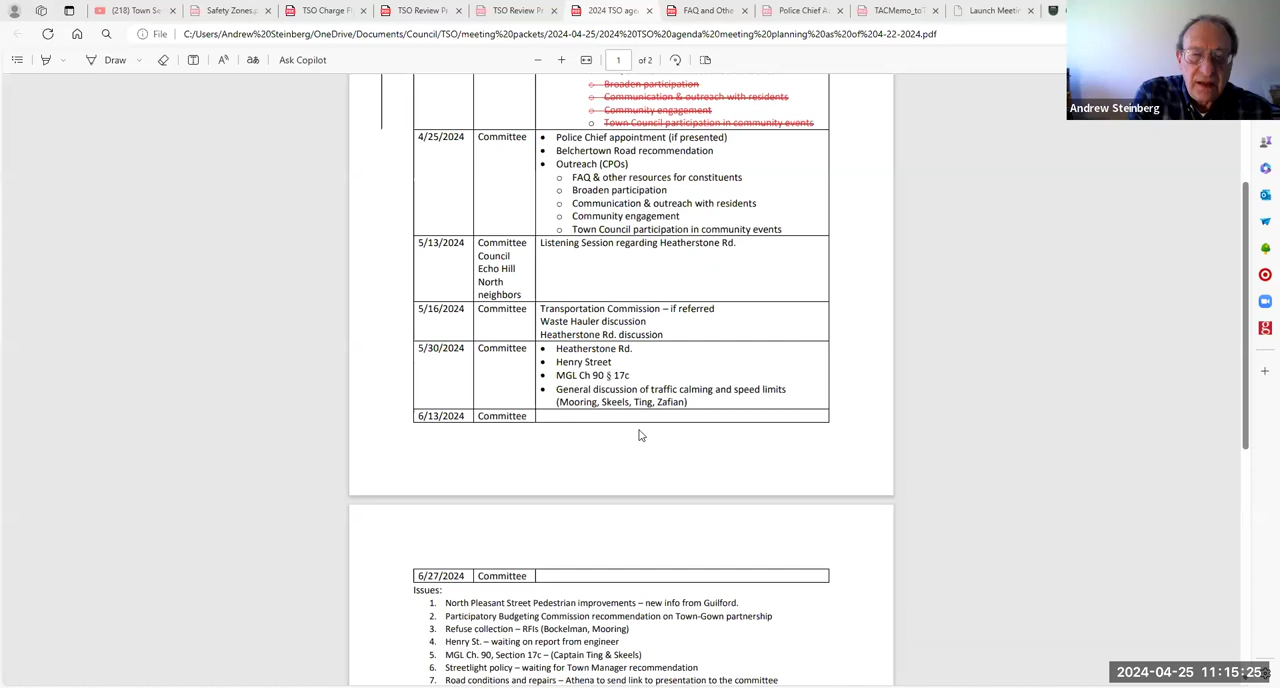 (218) Town Se
Safety Zones.p
TSO Charge Fi
TSO Review Pr
TSO Review Pr
2024 TSO age
FAQ and Othe
Police Chief A
TACMemo_toT
Launch Meetin
File
C:/Users/Andrew%20Steinberg/OneDrive/Documents/Council/TSO/meeting%20packets/2024-04-25/2024%20TSO%20agenda%20meeting%20planning%20as%20of%2004-22-2024.pdf
Draw
aあ
Ask Copilot
1 of 2
Andrew Steinberg
Broaden participation
Communication & outreach with residents
Community engagement
Town Council participation in community events
4/25/2024
Committee
Police Chief appointment (if presented)
Belchertown Road recommendation
Outreach (CPOs)
FAQ & other resources for constituents
Broaden participation
Communication & outreach with residents
Community engagement
Town Council participation in community events
5/13/2024
Committee
Council
Echo Hill
North
neighbors
Listening Session regarding Heatherstone Rd.
5/16/2024
Committee
Transportation Commission – if referred
Waste Hauler discussion
Heatherstone Rd. discussion
5/30/2024
Committee
Heatherstone Rd.
Henry Street
MGL Ch 90 § 17c
General discussion of traffic calming and speed limits
(Mooring, Skeels, Ting, Zafian)
6/13/2024
Committee
6/27/2024
Committee
Issues:
1. North Pleasant Street Pedestrian improvements – new info from Guilford.
2. Participatory Budgeting Commission recommendation on Town-Gown partnership
3. Refuse collection – RFIs (Bockelman, Mooring)
4. Henry St. – waiting on report from engineer
5. MGL Ch. 90, Section 17c – (Captain Ting & Skeels)
6. Streetlight policy – waiting for Town Manager recommendation
7. Road conditions and repairs – Athena to send link to presentation to the committee
2024-04-25 11:15:25